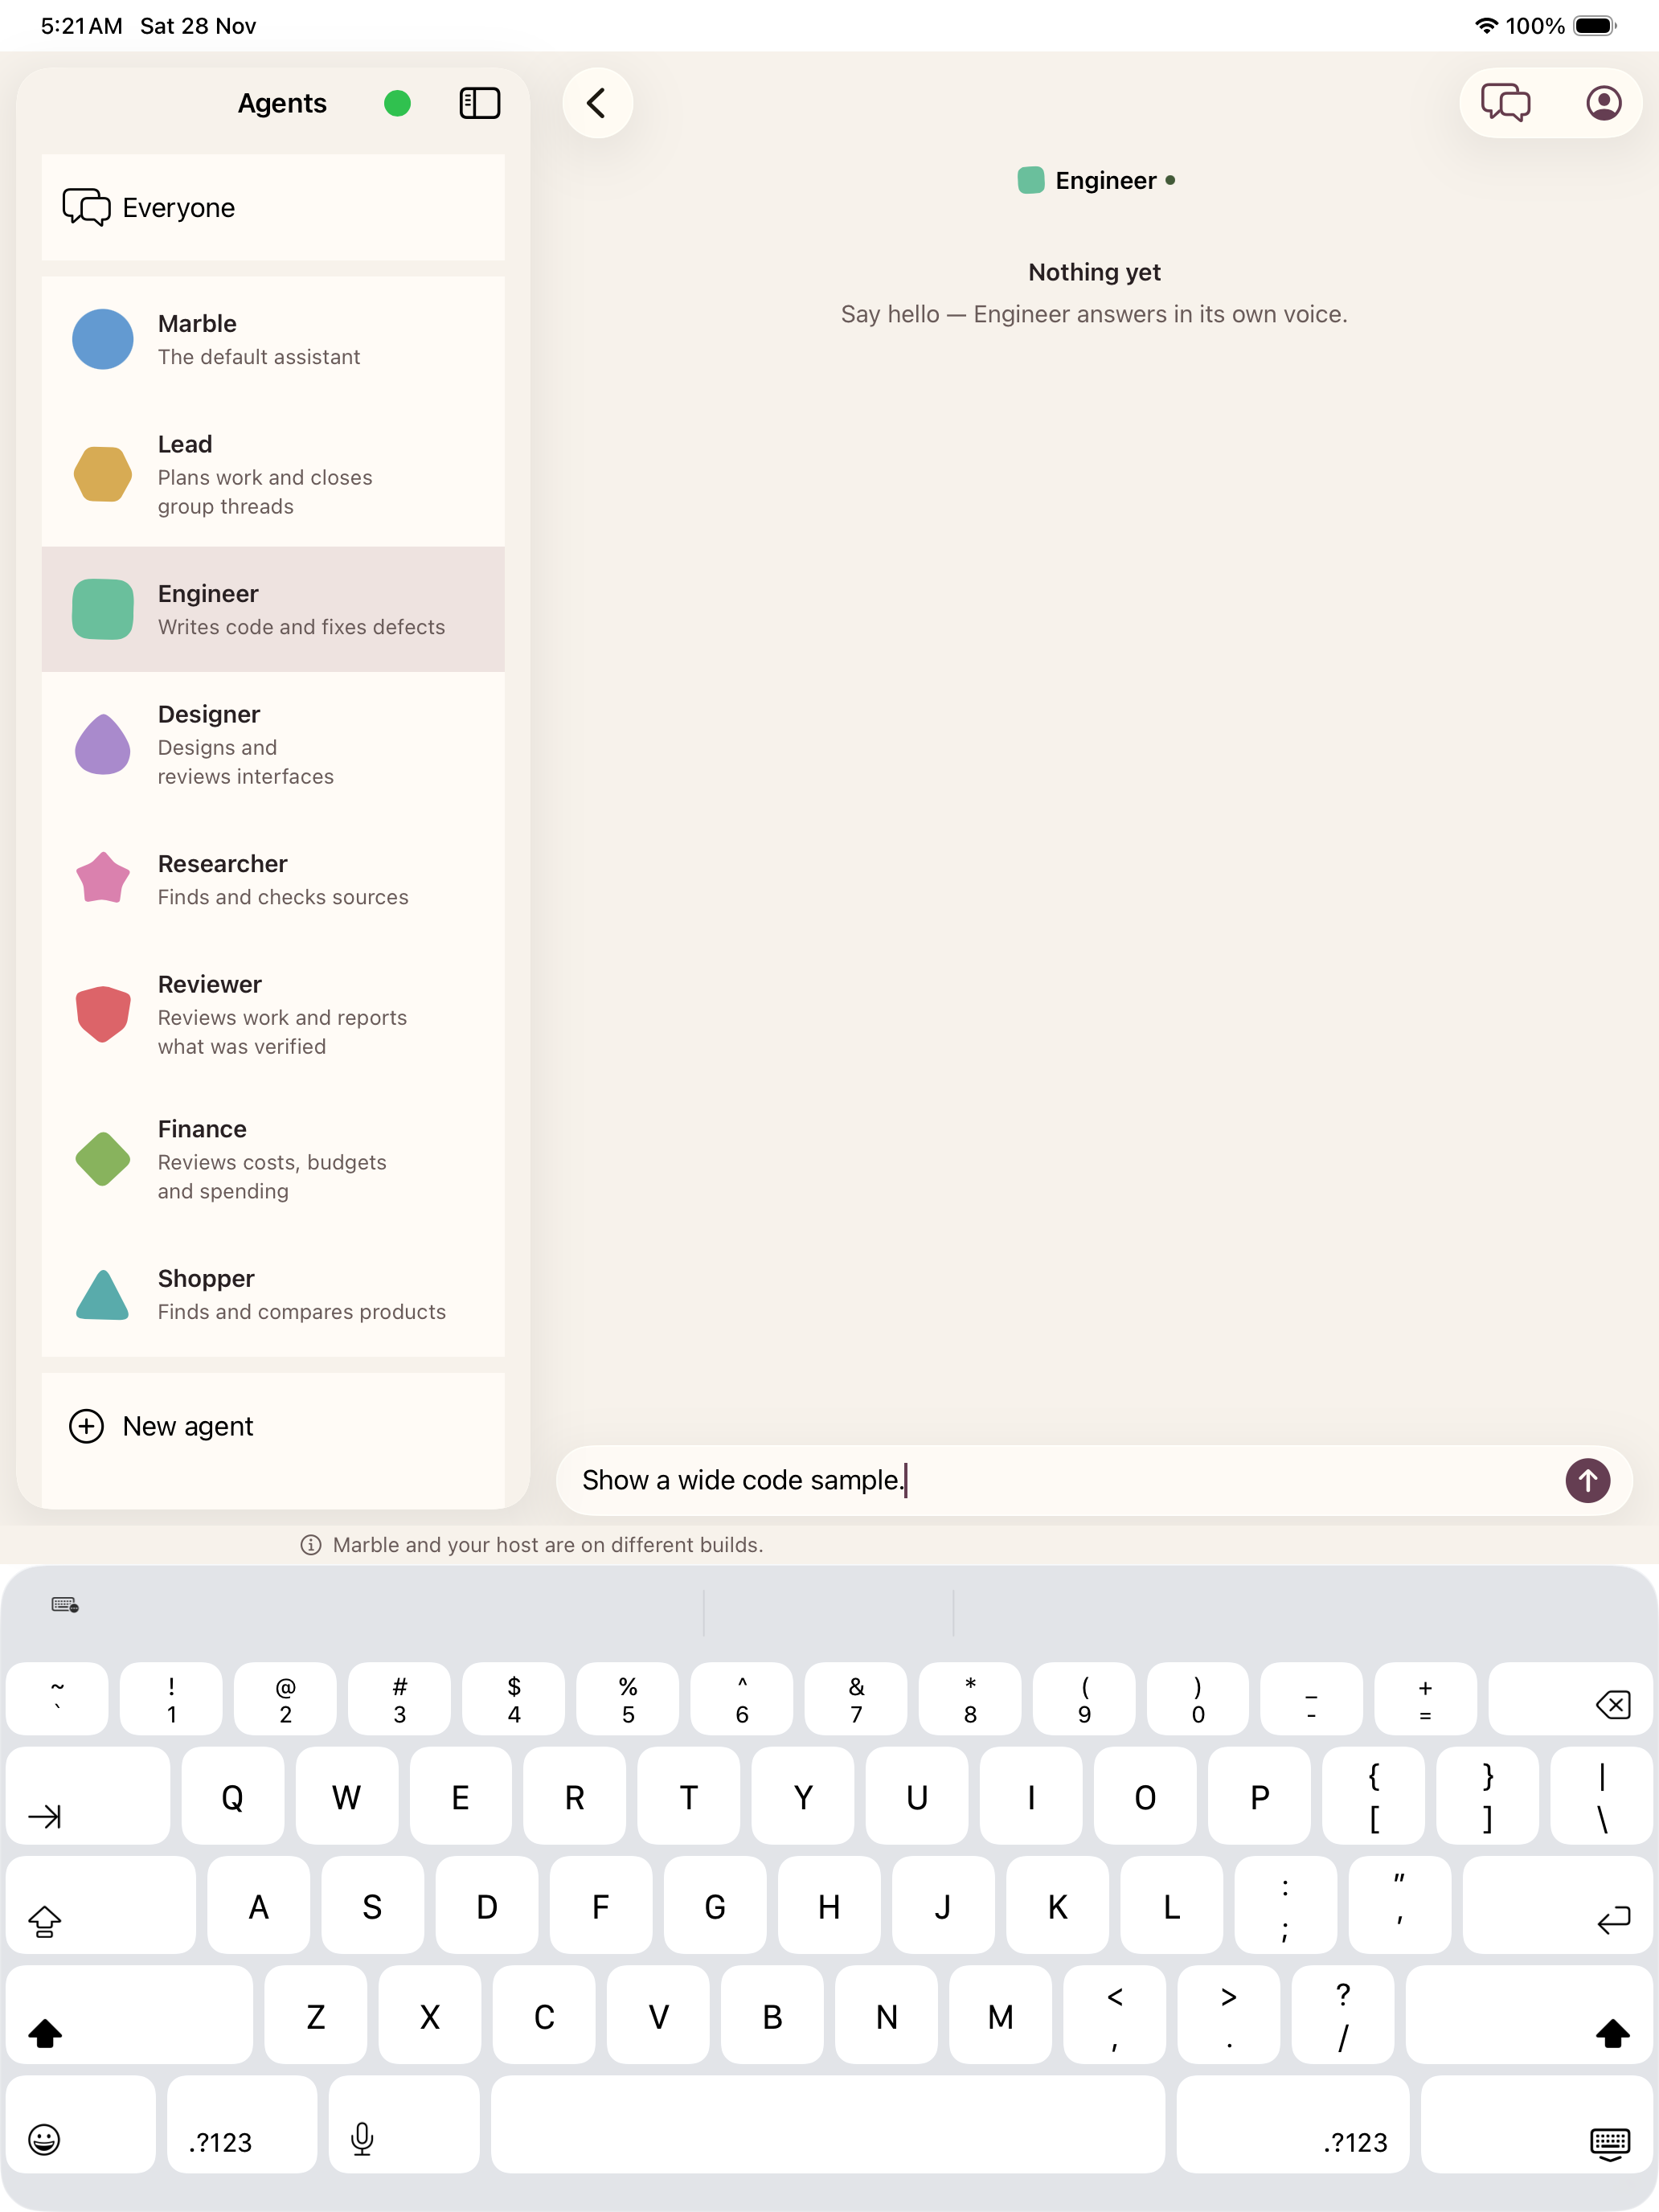 5:21 AM Sat 28 Nov
100%
Agents
Everyone
Marble
The default assistant
Lead
Plans work and closes
group threads
Engineer
Writes code and fixes defects
Designer
Designs and
reviews interfaces
Researcher
Finds and checks sources
Reviewer
Reviews work and reports
what was verified
Finance
Reviews costs, budgets
and spending
Shopper
Finds and compares products
New agent
Engineer
Nothing yet
Say hello — Engineer answers in its own voice.
Show a wide code sample.
Marble and your host are on different builds.
~ ! @ # $ % ^ & * ( ) _ +
` 1 2 3 4 5 6 7 8 9 0 - =
Q W E R T Y U I O P { } |
[ ] \
A S D F G H J K L : "
; '
Z X C V B N M < > ?
, . /
.?123 .?123